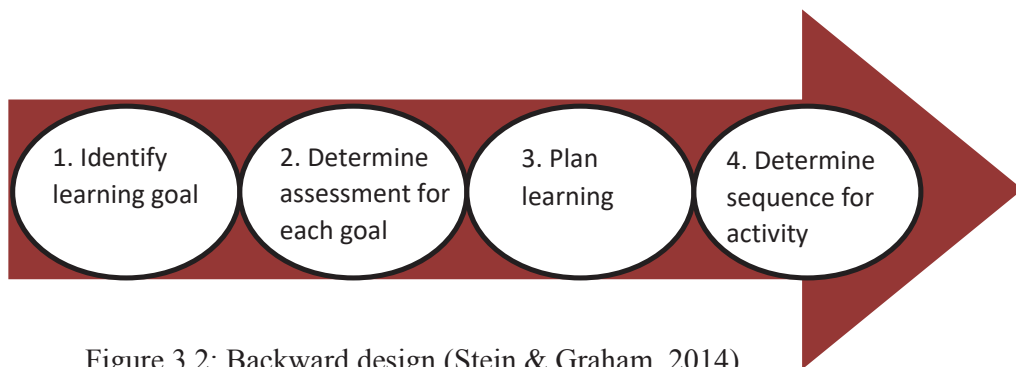 1. Identify
learning goal
2. Determine
assessment for
each goal
3. Plan
learning
4. Determine
sequence for
activity
Figure 3.2: Backward design (Stein & Graham, 2014)